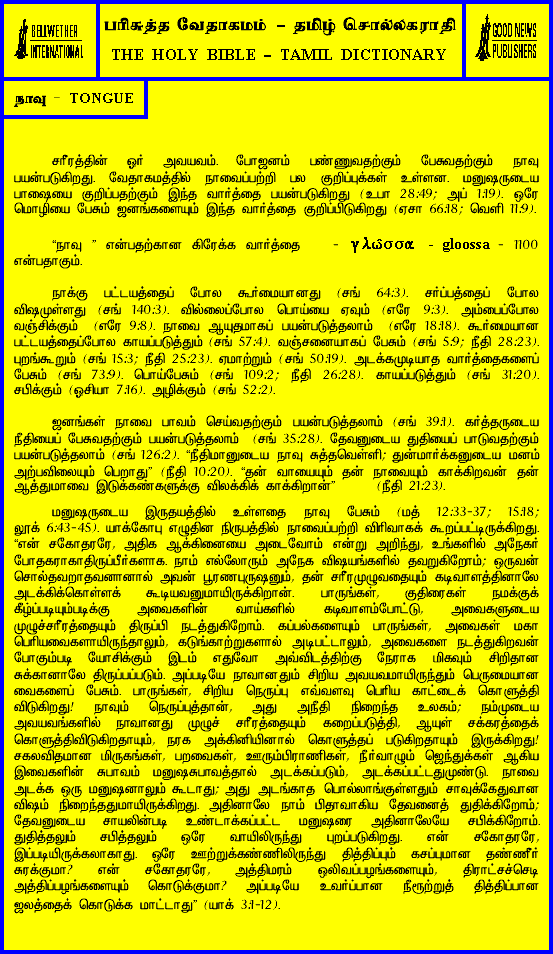 BELLWETHER
INTERNATIONAL
பரிசுத்த வேதாகமம் - தமிழ் சொல்லகராதி
THE HOLY BIBLE – TAMIL DICTIONARY
GOOD NEWS
PUBLISHERS
நாவு – TONGUE
சரீரத்தின் ஓர் அவயவம். போஜனம் பண்ணுவதற்கும் பேசுவதற்கும் நாவு
பயன்படுகிறது. வேதாகமத்தில் நாவைப்பற்றி பல குறிப்புக்கள் உள்ளன. மனுஷருடைய
பாஷையை குறிப்பதற்கும் இந்த வார்த்தை பயன்படுகிறது (உபா 28:49; அப் 1:19). ஒரே
மொழியை பேசும் ஜனங்களையும் இந்த வார்த்தை குறிப்பிடுகிறது (ஏசா 66:18; வெளி 11:9).
“நாவு ” என்பதற்கான கிரேக்க வார்த்தை - γλῶσσα - gloossa - 1100
என்பதாகும்.
நாக்கு பட்டயத்தைப் போல கூர்மையானது (சங் 64:3). சர்ப்பத்தைப் போல
விஷமுள்ளது (சங் 140:3). வில்லைப்போல பொய்யை ஏவும் (எரே 9:3). அம்பைப்போல
வஞ்சிக்கும் (எரே 9:8). நாவை ஆயுதமாகப் பயன்படுத்தலாம் (எரே 18:18). கூர்மையான
பட்டயத்தைப்போல காயப்படுத்தும் (சங் 57:4). வஞ்சனையாகப் பேசும் (சங் 5:9; நீதி 28:23).
புறங்கூறும் (சங் 15:3; நீதி 25:23). ஏமாற்றும் (சங் 50:19). அடக்கமுடியாத வார்த்தைகளைப்
பேசும் (சங் 73:9). பொய்பேசும் (சங் 109:2; நீதி 26:28). காயப்படுத்தும் (சங் 31:20).
சபிக்கும் (ஓசியா 7:16). அழிக்கும் (சங் 52:2).
ஜனங்கள் நாவை பாவம் செய்வதற்கும் பயன்படுத்தலாம் (சங் 39:1). கர்த்தருடைய
நீதியைப் பேசுவதற்கும் பயன்படுத்தலாம் (சங் 35:28). தேவனுடைய துதியைப் பாடுவதற்கும்
பயன்படுத்தலாம் (சங் 126:2). “நீதிமானுடைய நாவு சுத்தவெள்ளி; துன்மார்க்கனுடைய மனம்
அற்பவிலையும் பெறாது” (நீதி 10:20). “தன் வாயையும் தன் நாவையும் காக்கிறவன் தன்
ஆத்துமாவை இடுக்கண்களுக்கு விலக்கிக் காக்கிறான்” (நீதி 21:23).
மனுஷருடைய இருதயத்தில் உள்ளதை நாவு பேசும் (மத் 12:33-37; 15:18;
லூக் 6:43-45). யாக்கோபு எழுதின நிருபத்தில் நாவைப்பற்றி விரிவாகக் கூறப்பட்டிருக்கிறது.
“என் சகோதரரே, அதிக ஆக்கினையை அடைவோம் என்று அறிந்து, உங்களில் அநேகர்
போதகராகாதிருப்பீர்களாக. நாம் எல்லோரும் அநேக விஷயங்களில் தவறுகிறோம்; ஒருவன்
சொல்தவறாதவனானால் அவன் பூரணபுருஷனும், தன் சரீரமுழுவதையும் கடிவாளத்தினாலே
அடக்கிக்கொள்ளக் கூடியவனுமாயிருக்கிறான். பாருங்கள், குதிரைகள் நமக்குக்
கீழ்ப்படியும்படிக்கு அவைகளின் வாய்களில் கடிவாளம்போட்டு, அவைகளுடைய
முழுச்சரீரத்தையும் திருப்பி நடத்துகிறோம். கப்பல்களையும் பாருங்கள், அவைகள் மகா
பெரியவைகளாயிருந்தாலும், கடுங்காற்றுகளால் அடிபட்டாலும், அவைகளை நடத்துகிறவன்
போகும்படி யோசிக்கும் இடம் எதுவோ அவ்விடத்திற்கு நேராக மிகவும் சிறிதான
சுக்கானாலே திருப்பப்படும். அப்படியே நாவானதும் சிறிய அவயவமாயிருந்தும் பெருமையான
வைகளைப் பேசும். பாருங்கள், சிறிய நெருப்பு எவ்வளவு பெரிய காட்டைக் கொளுத்தி
விடுகிறது! நாவும் நெருப்புத்தான், அது அநீதி நிறைந்த உலகம்; நம்முடைய
அவயவங்களில் நாவானது முழுச் சரீரத்தையும் கறைப்படுத்தி, ஆயுள் சக்கரத்தைக்
கொளுத்திவிடுகிறதாயும், நரக அக்கினியினால் கொளுத்தப் படுகிறதாயும் இருக்கிறது!
சகலவிதமான மிருகங்கள், பறவைகள், ஊரும்பிராணிகள், நீர்வாழும் ஜெந்துக்கள் ஆகிய
இவைகளின் சுபாவம் மனுஷசுபாவத்தால் அடக்கப்படும், அடக்கப்பட்டதுமுண்டு. நாவை
அடக்க ஒரு மனுஷனாலும் கூடாது; அது அடங்காத பொல்லாங்குள்ளதும் சாவுக்கேதுவான
விஷம் நிறைந்ததுமாயிருக்கிறது. அதினாலே நாம் பிதாவாகிய தேவனைத் துதிக்கிறோம்;
தேவனுடைய சாயலின்படி உண்டாக்கப்பட்ட மனுஷரை அதினாலேயே சபிக்கிறோம்.
துதித்தலும் சபித்தலும் ஒரே வாயிலிருந்து புறப்படுகிறது. என் சகோதரரே,
இப்படியிருக்கலாகாது. ஒரே ஊற்றுக்கண்ணிலிருந்து தித்திப்பும் கசப்புமான தண்ணீர்
சுரக்குமா? என் சகோதரரே, அத்திமரம் ஒலிவப்பழங்களையும், திராட்சச்செடி
அத்திப்பழங்களையும் கொடுக்குமா? அப்படியே உவர்ப்பான நீரூற்றுத் தித்திப்பான
ஜலத்தைக் கொடுக்க மாட்டாது” (யாக் 3:1-12).